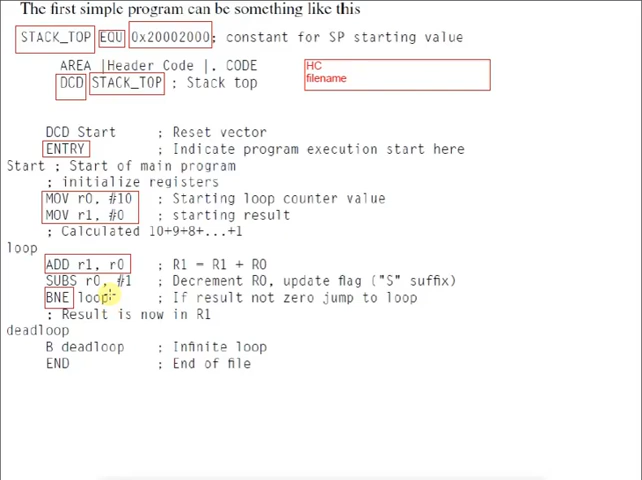 The first simple program can be something like this
STACK_TOP EQU 0x20002000; constant for SP starting value
AREA |Header Code |. CODE
HC
filename
DCD STACK_TOP ; Stack top
DCD Start ; Reset vector
ENTRY ; Indicate program execution start here
Start ; Start of main program
; initialize registers
MOV r0, #10 ; Starting loop counter value
MOV r1, #0 ; starting result
; Calculated 10+9+8+...+1
loop
ADD r1, r0 ; R1 = R1 + R0
SUBS r0, #1 ; Decrement R0, update flag ("S" suffix)
BNE loop ; If result not zero jump to loop
; Result is now in R1
deadloop
B deadloop ; Infinite loop
END ; End of file